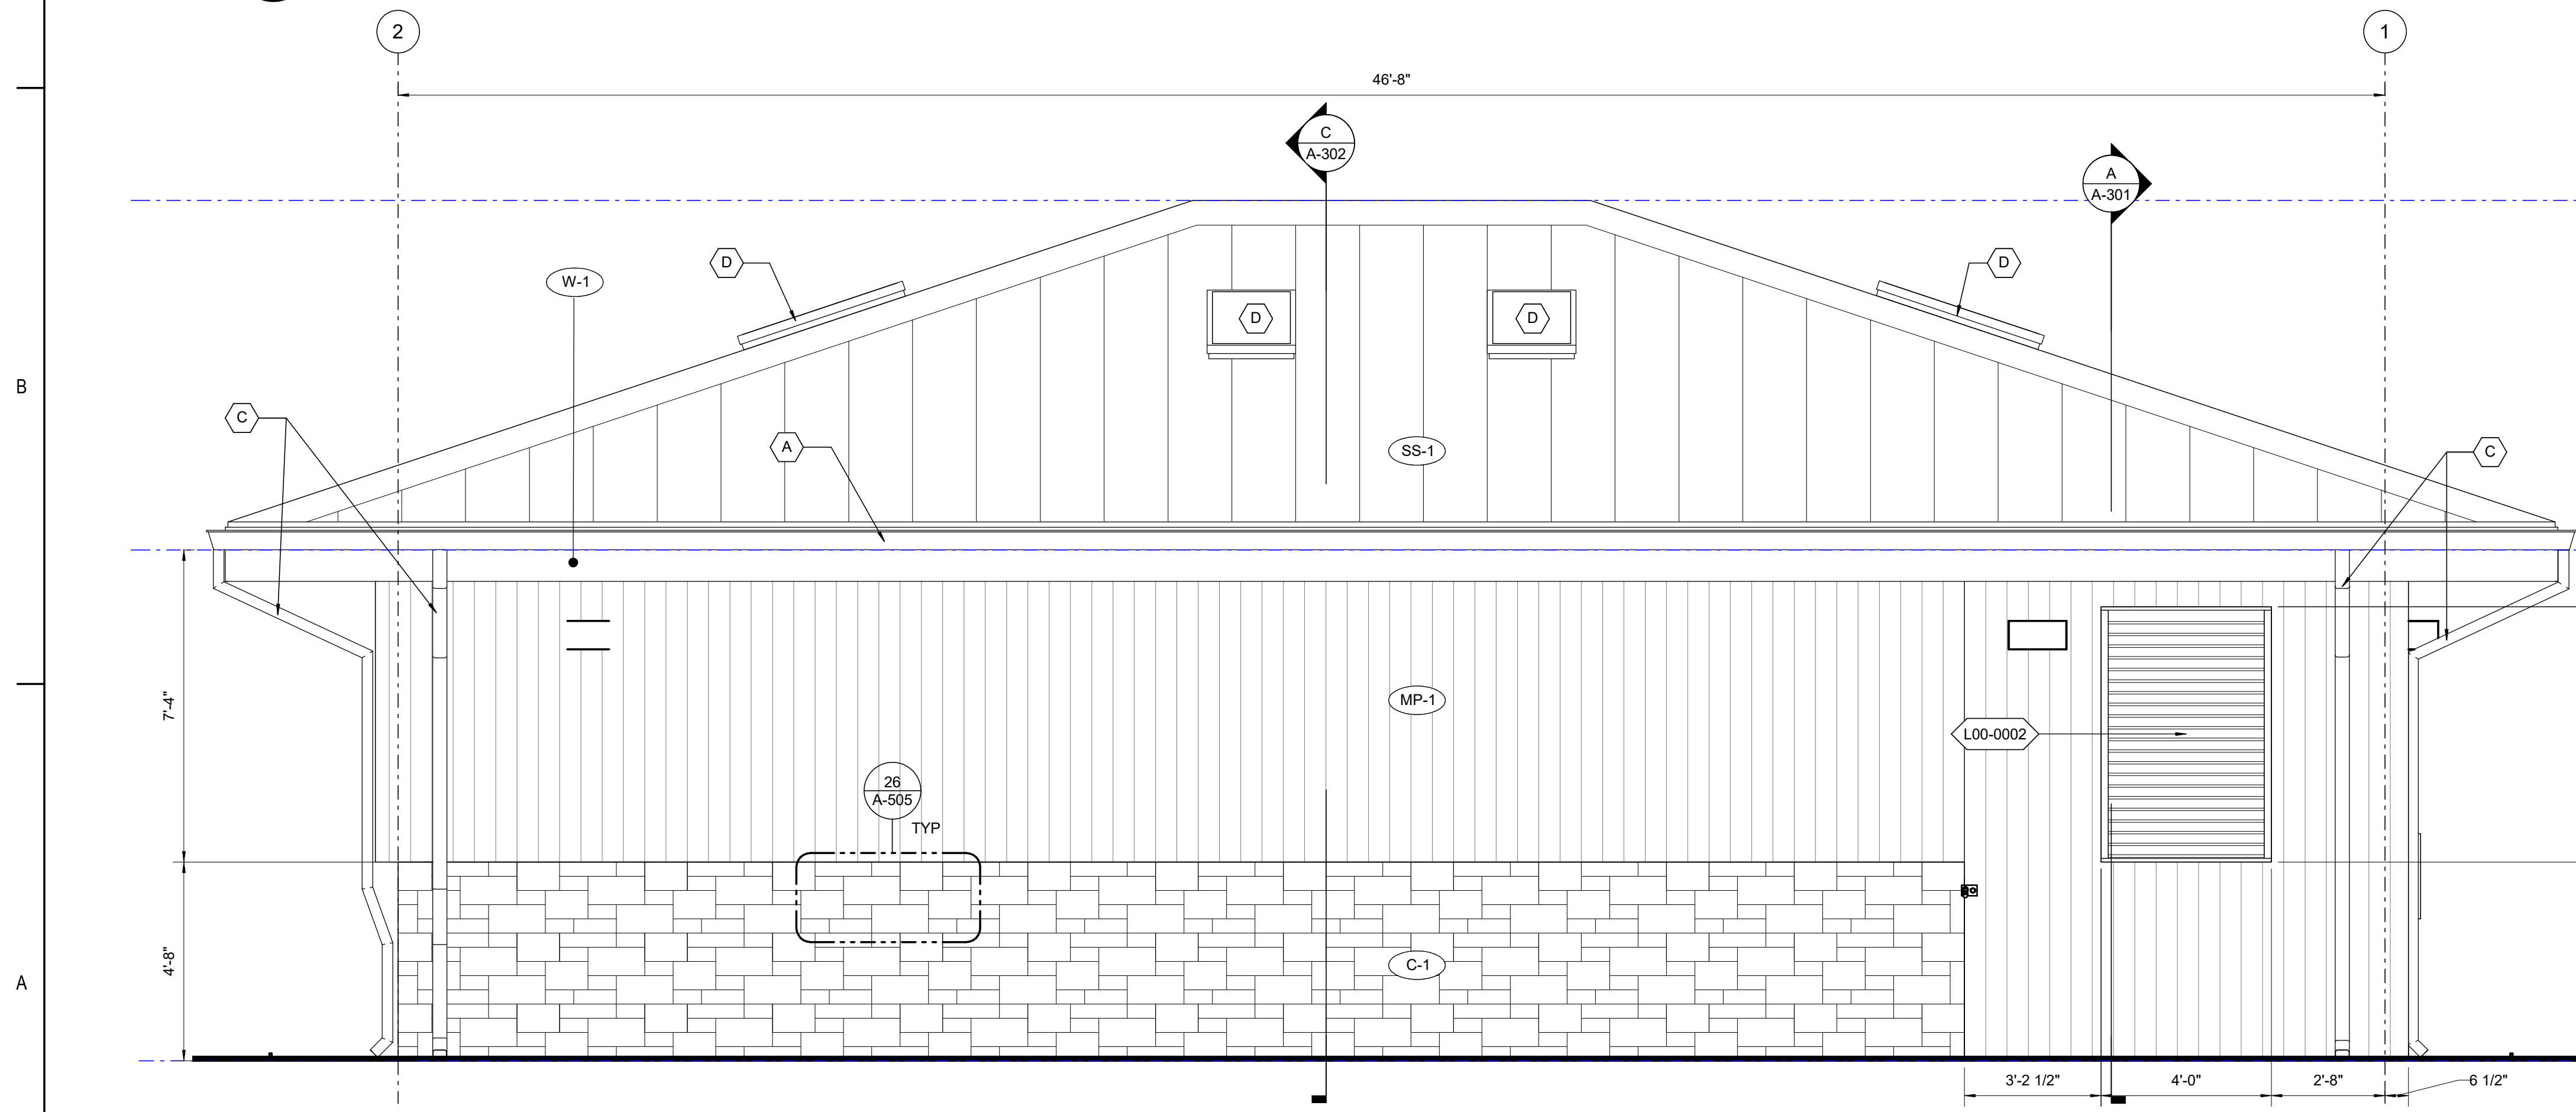 2
1
46'-8"
C
A-302
A
A-301
D
D
W-1
D
D
B
C
A
SS-1
C
7'-4"
MP-1
L00-0002
26
A-505
TYP
4'-8"
C-1
A
3'-2 1/2"
4'-0"
2'-8"
6 1/2"